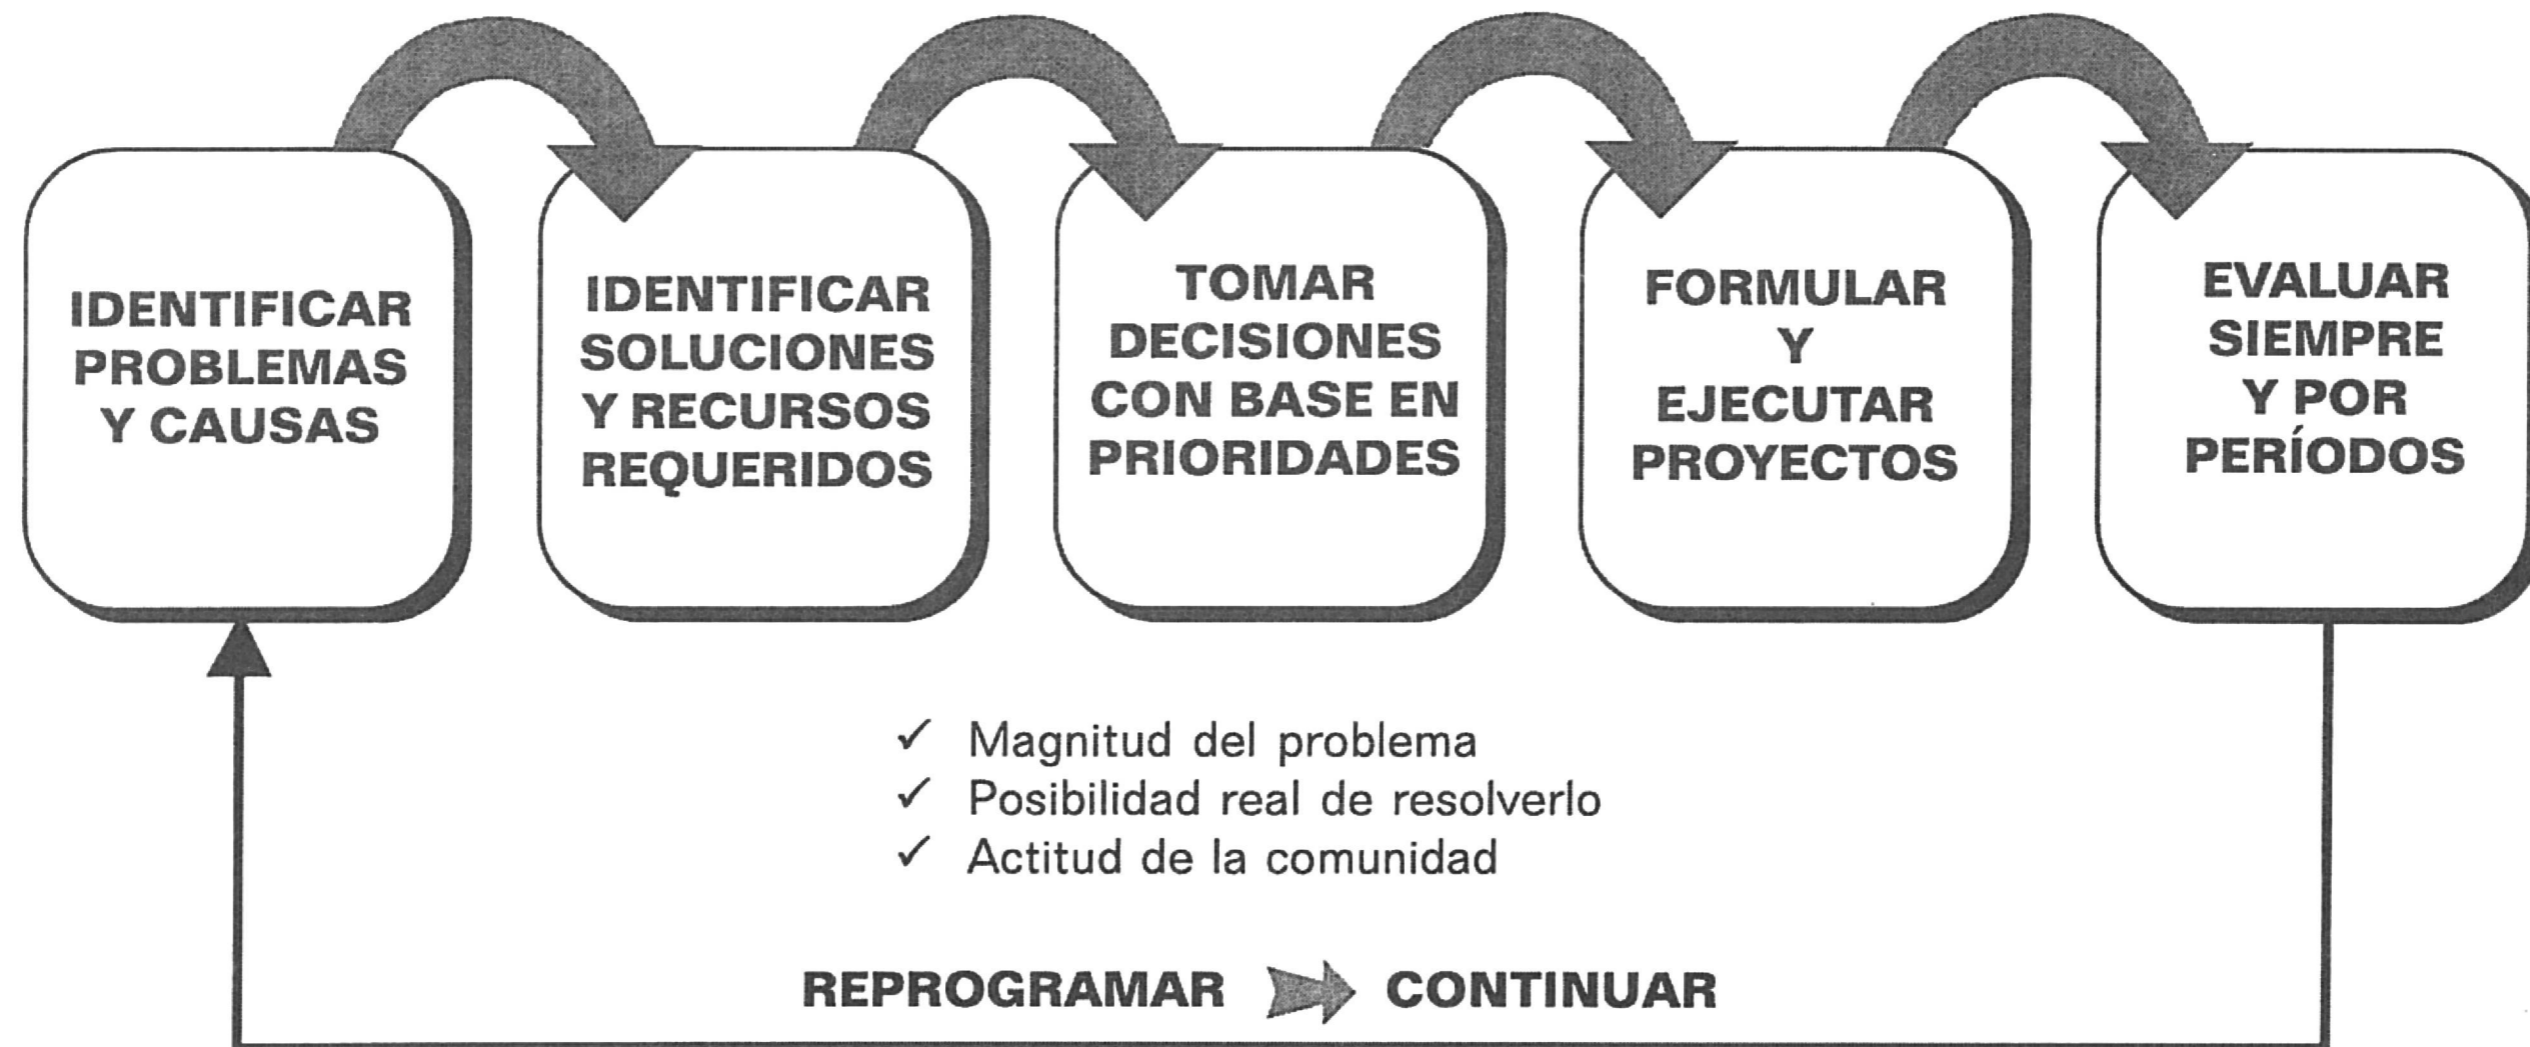 IDENTIFICAR
PROBLEMAS
Y CAUSAS
IDENTIFICAR
SOLUCIONES
Y RECURSOS
REQUERIDOS
TOMAR
DECISIONES
CON BASE EN
PRIORIDADES
FORMULAR
Y
EJECUTAR
PROYECTOS
EVALUAR
SIEMPRE
Y POR
PERÍODOS
✓ Magnitud del problema
✓ Posibilidad real de resolverlo
✓ Actitud de la comunidad
REPROGRAMAR CONTINUAR